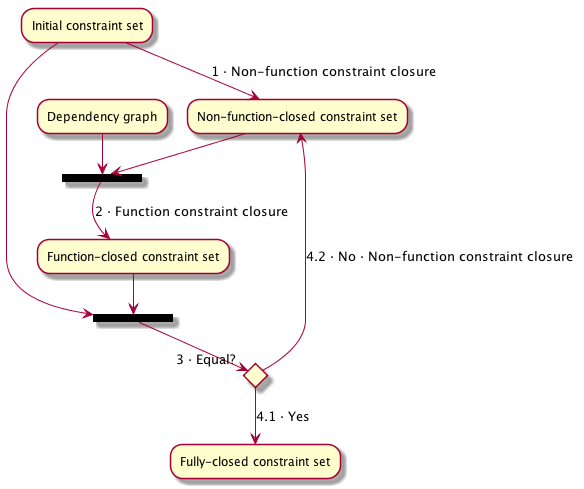 Initial constraint set
1 · Non-function constraint closure
Dependency graph
Non-function-closed constraint set
2 · Function constraint closure
Function-closed constraint set
4.2 · No · Non-function constraint closure
3 · Equal?
4.1 · Yes
Fully-closed constraint set